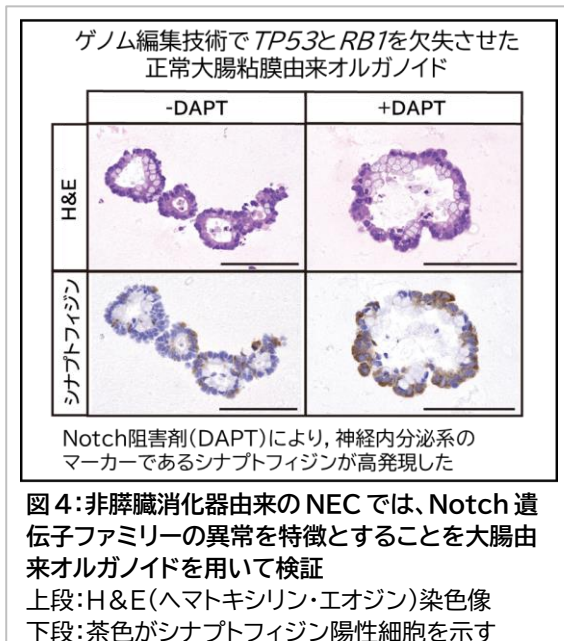 ゲノム編集技術でTP53とRB1を欠失させた
正常大腸粘膜由来オルガノイド
-DAPT
+DAPT
H&E
シナプトフィジン
Notch阻害剤(DAPT)により,神経内分泌系の
マーカーであるシナプトフィジンが高発現した
図4:非膵臓消化器由来のNECでは、Notch遺
伝子ファミリーの異常を特徴とすることを大腸由
来オルガノイドを用いて検証
上段:H&E(ヘマトキシリン・エオジン)染色像
下段:茶色がシナプトフィジン陽性細胞を示す